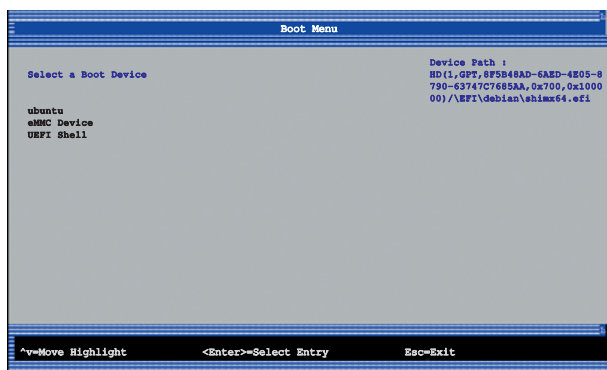 Boot Menu
Select a Boot Device
ubuntu
eMMC Device
UEFI Shell
Device Path :
HD(1,GPT,8F5B48AD-6AED-4E05-8
790-63747C7685AA,0x700,0x1000
00)/\EFI\debian\shimx64.efi
^v=Move Highlight
<Enter>=Select Entry
Esc=Exit